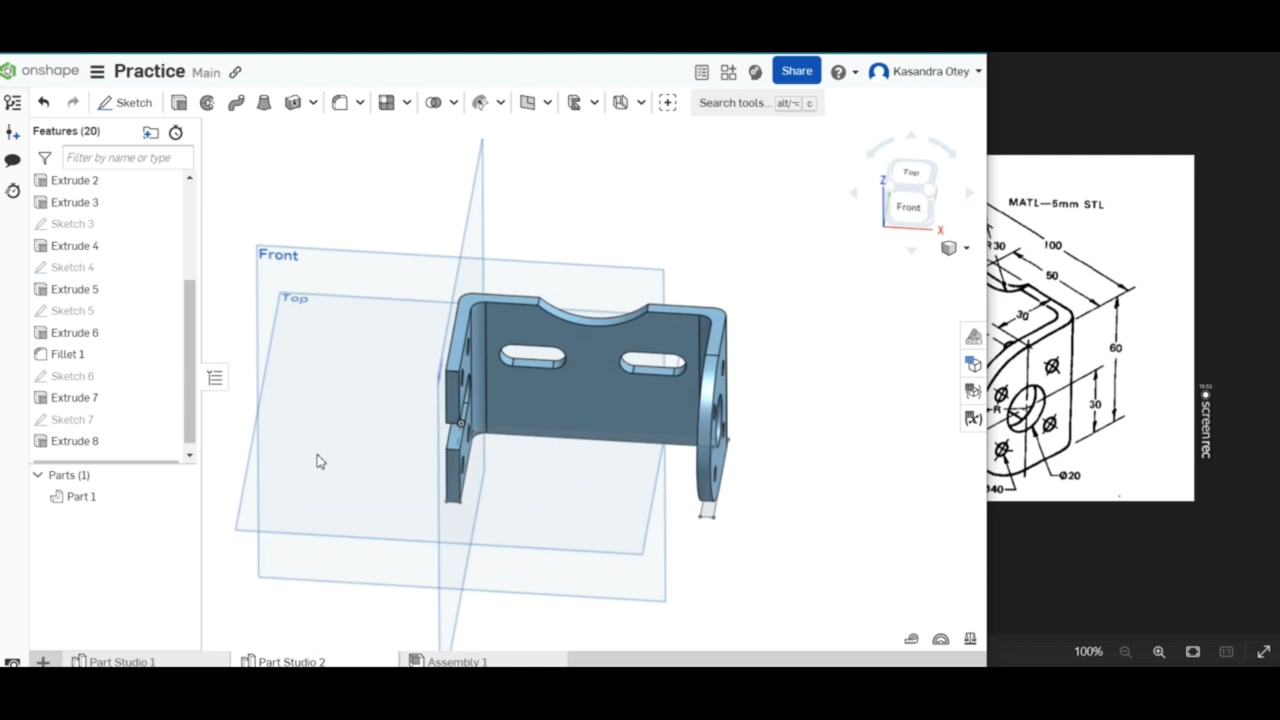 onshape
Practice Main
Share
Kasandra Otey
Sketch
Search tools... alt/⌥ c
Features (20)
Filter by name or type
Extrude 2
Extrude 3
Sketch 3
Extrude 4
Sketch 4
Extrude 5
Sketch 5
Extrude 6
Fillet 1
Sketch 6
Extrude 7
Sketch 7
Extrude 8
Parts (1)
Part 1
Front
Top
Top
Front
Z
X
Part Studio 1
Part Studio 2
Assembly 1
MATL—5mm STL
R30
100
50
30
60
30
R
Ø20
Ø40
screenrec
100%